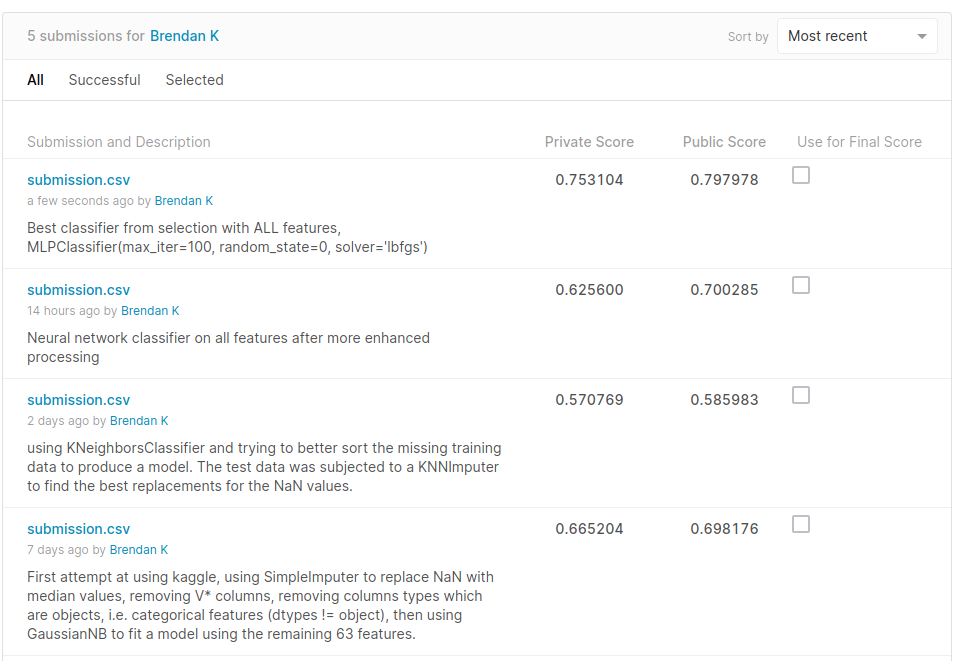 5 submissions for Brendan K
Sort by
Most recent
All Successful Selected
Submission and Description Private Score Public Score Use for Final Score
submission.csv 0.753104 0.797978
a few seconds ago by Brendan K
Best classifier from selection with ALL features,
MLPClassifier(max_iter=100, random_state=0, solver='lbfgs')
submission.csv 0.625600 0.700285
14 hours ago by Brendan K
Neural network classifier on all features after more enhanced
processing
submission.csv 0.570769 0.585983
2 days ago by Brendan K
using KNeighborsClassifier and trying to better sort the missing training
data to produce a model. The test data was subjected to a KNNImputer
to find the best replacements for the NaN values.
submission.csv 0.665204 0.698176
7 days ago by Brendan K
First attempt at using kaggle, using SimpleImputer to replace NaN with
median values, removing V* columns, removing columns types which
are objects, i.e. categorical features (dtypes != object), then using
GaussianNB to fit a model using the remaining 63 features.